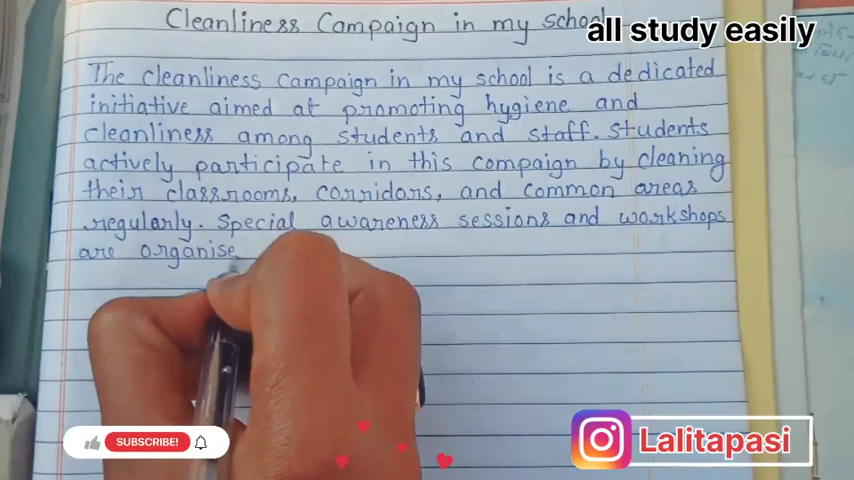 Cleanliness Campaign in my school
all study easily
The cleanliness campaign in my school is a dedicated
initiative aimed at promoting hygiene and
cleanliness among students and staff. Students
actively participate in this compaign by cleaning
their classrooms, corridors, and common areas
regularly. Special awareness sessions and workshops
are organise
SUBSCRIBE!
Lalitapasi